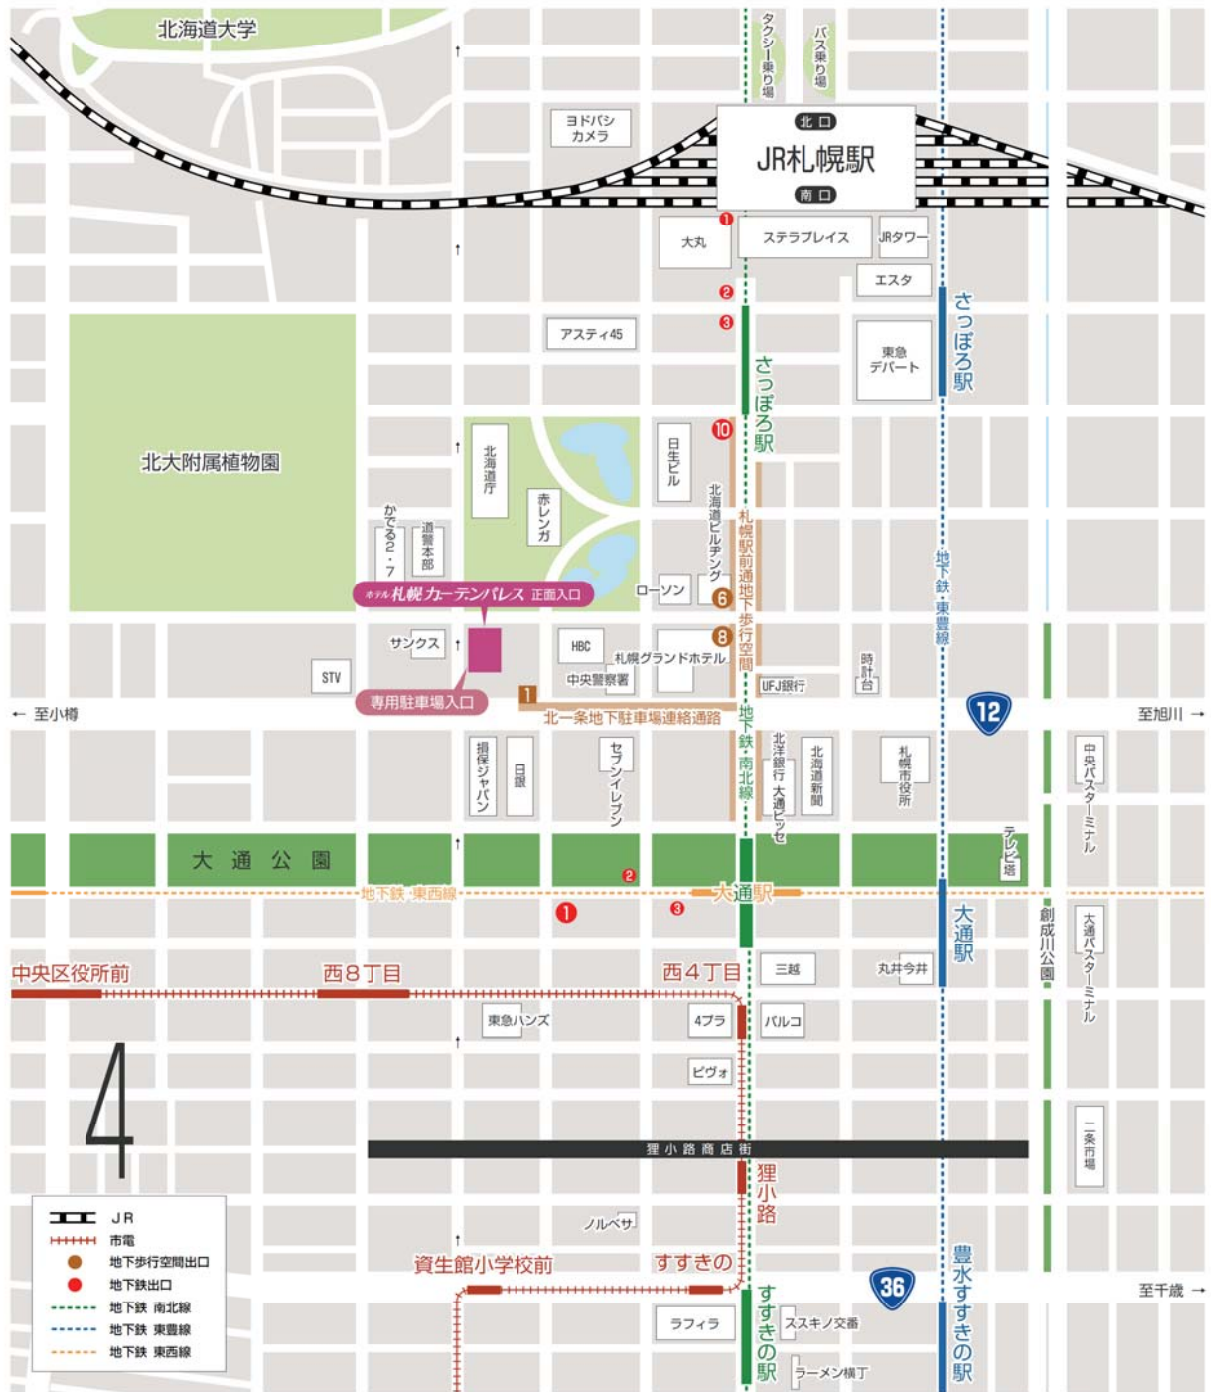 北海道大学
タクシー乗り場
バス乗り場
ヨドバシ
カメラ
北口
JR札幌駅
南口
1
大丸
ステラプレイス
JRタワー
エスタ
2
3
アスティ45
さっぽろ駅
東急
デパート
さっぽろ駅
北大附属植物園
北海道庁
赤レンガ
日生ビル
10
北海道ビルヂング
札幌駅前通地下歩行空間
かでる2・7
道警本部
地下鉄・東豊線
ホテル 札幌ガーデンパレス 正面入口
ローソン
6
サンクス
HBC
8
札幌グランドホテル
中央警察署
時計台
STV
UFJ銀行
専用駐車場入口
1
← 至小樽
北一条地下駐車場連絡通路
12
至旭川 →
地下鉄・南北線
損保ジャパン
日銀
セブンイレブン
北洋銀行 大通ビッセ
北海道新聞
札幌市役所
中央バスターミナル
大通公園
テレビ塔
2
地下鉄 東西線
大通駅
1
3
大通駅
創成川公園
大通バスターミナル
中央区役所前
西8丁目
西4丁目
三越
丸井今井
東急ハンズ
4プラ
パルコ
4
ピヴォ
狸小路商店街
二条市場
狸小路
ノルベサ
JR
市電
地下歩行空間出口
地下鉄出口
地下鉄 南北線
地下鉄 東豊線
地下鉄 東西線
資生館小学校前
すすきの
36
至千歳 →
すすきの駅
豊水すすきの駅
ラフィラ
ススキノ交番
ラーメン横丁